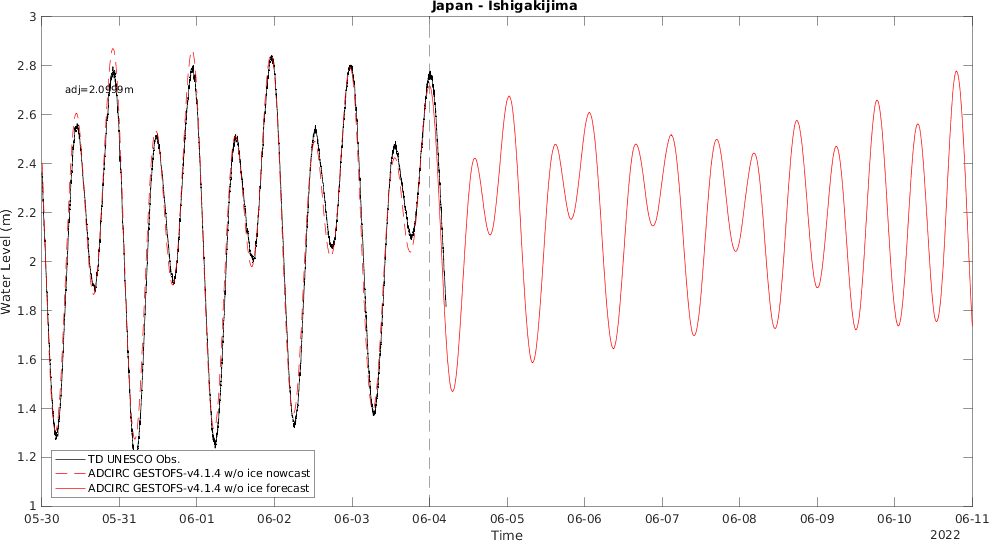 Japan - Ishigakijima
3
2.8
2.6
2.4
2.2
2
1.8
1.6
1.4
1.2
1
Water Level (m)
adj=2.0999m
TD UNESCO Obs.
ADCIRC GESTOFS-v4.1.4 w/o ice nowcast
ADCIRC GESTOFS-v4.1.4 w/o ice forecast
05-30 05-31 06-01 06-02 06-03 06-04 06-05 06-06 06-07 06-08 06-09 06-10 06-11
Time
2022